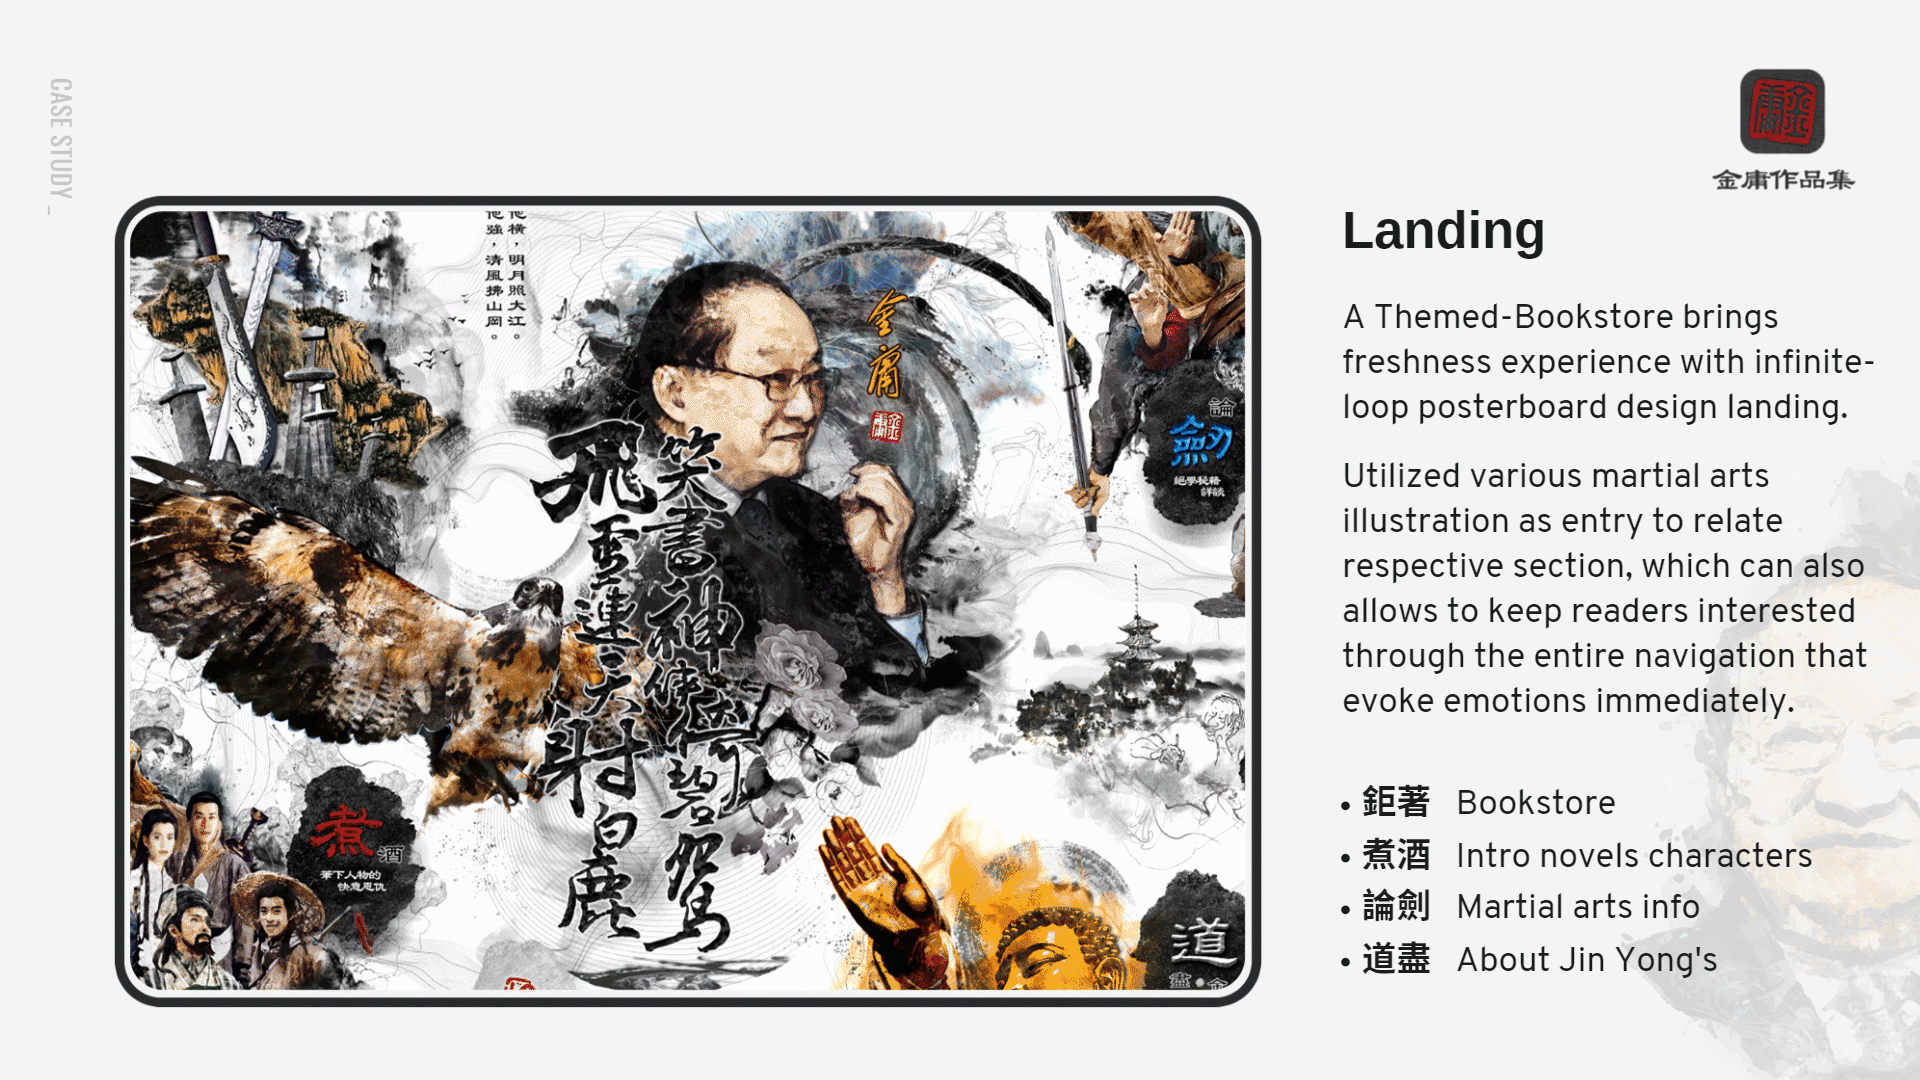 CASE STUDY _
金庸作品集
Landing
A Themed-Bookstore brings
freshness experience with infinite-
loop posterboard design landing.
Utilized various martial arts
illustration as entry to relate
respective section, which can also
allows to keep readers interested
through the entire navigation that
evoke emotions immediately.
• 鉅著 Bookstore
• 煮酒 Intro novels characters
• 論劍 Martial arts info
• 道盡 About Jin Yong's
他橫，明月照大江。
他強，清風拂山岡。
金庸
笑書神俠倚碧鴛
飛雪連天射白鹿
論
劍
絕學秘籍
詳談
煮
酒
筆下人物的
快意恩仇
道